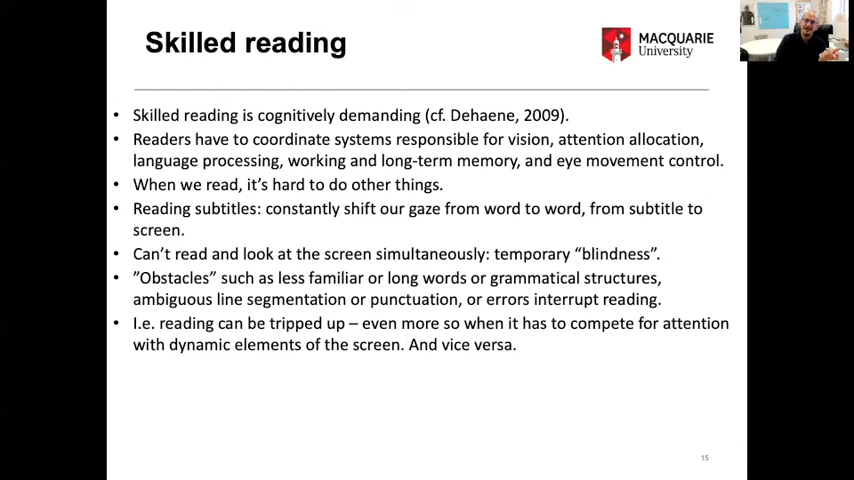 Skilled reading
MACQUARIE
University
• Skilled reading is cognitively demanding (cf. Dehaene, 2009).
• Readers have to coordinate systems responsible for vision, attention allocation,
language processing, working and long-term memory, and eye movement control.
• When we read, it's hard to do other things.
• Reading subtitles: constantly shift our gaze from word to word, from subtitle to
screen.
• Can't read and look at the screen simultaneously: temporary “blindness”.
• ”Obstacles” such as less familiar or long words or grammatical structures,
ambiguous line segmentation or punctuation, or errors interrupt reading.
• I.e. reading can be tripped up – even more so when it has to compete for attention
with dynamic elements of the screen. And vice versa.
15